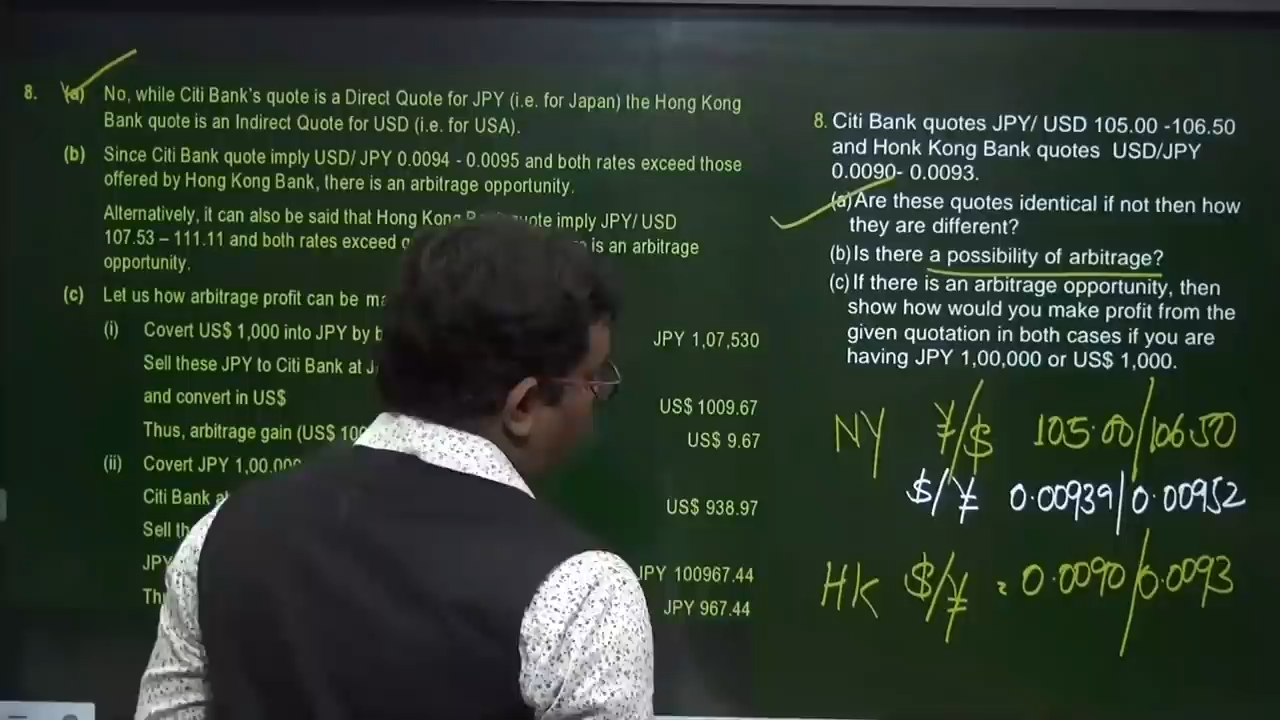 8. (a) No, while Citi Bank's quote is a Direct Quote for JPY (i.e. for Japan) the Hong Kong
Bank quote is an Indirect Quote for USD (i.e. for USA).
(b) Since Citi Bank quote imply USD/ JPY 0.0094 - 0.0095 and both rates exceed those
offered by Hong Kong Bank, there is an arbitrage opportunity.
Alternatively, it can also be said that Hong Kong quote imply JPY/ USD
107.53 – 111.11 and both rates exceed is an arbitrage
opportunity.
(c) Let us how arbitrage profit can be
(i) Covert US$ 1,000 into JPY by JPY 1,07,530
Sell these JPY to Citi Bank at
and convert in US$ US$ 1009.67
Thus, arbitrage gain (US$ US$ 9.67
(ii) Covert JPY 1,00,000
Citi Bank US$ 938.97
Sell
JPY JPY 100967.44
JPY 967.44
8. Citi Bank quotes JPY/ USD 105.00 -106.50
and Honk Kong Bank quotes USD/JPY
0.0090- 0.0093.
(a) Are these quotes identical if not then how
they are different?
(b) Is there a possibility of arbitrage?
(c) If there is an arbitrage opportunity, then
show how would you make profit from the
given quotation in both cases if you are
having JPY 1,00,000 or US$ 1,000.
NY ¥/$ 105.00/106.50
$/¥ 0.00939/0.00952
HK $/¥ = 0.0090/0.0093